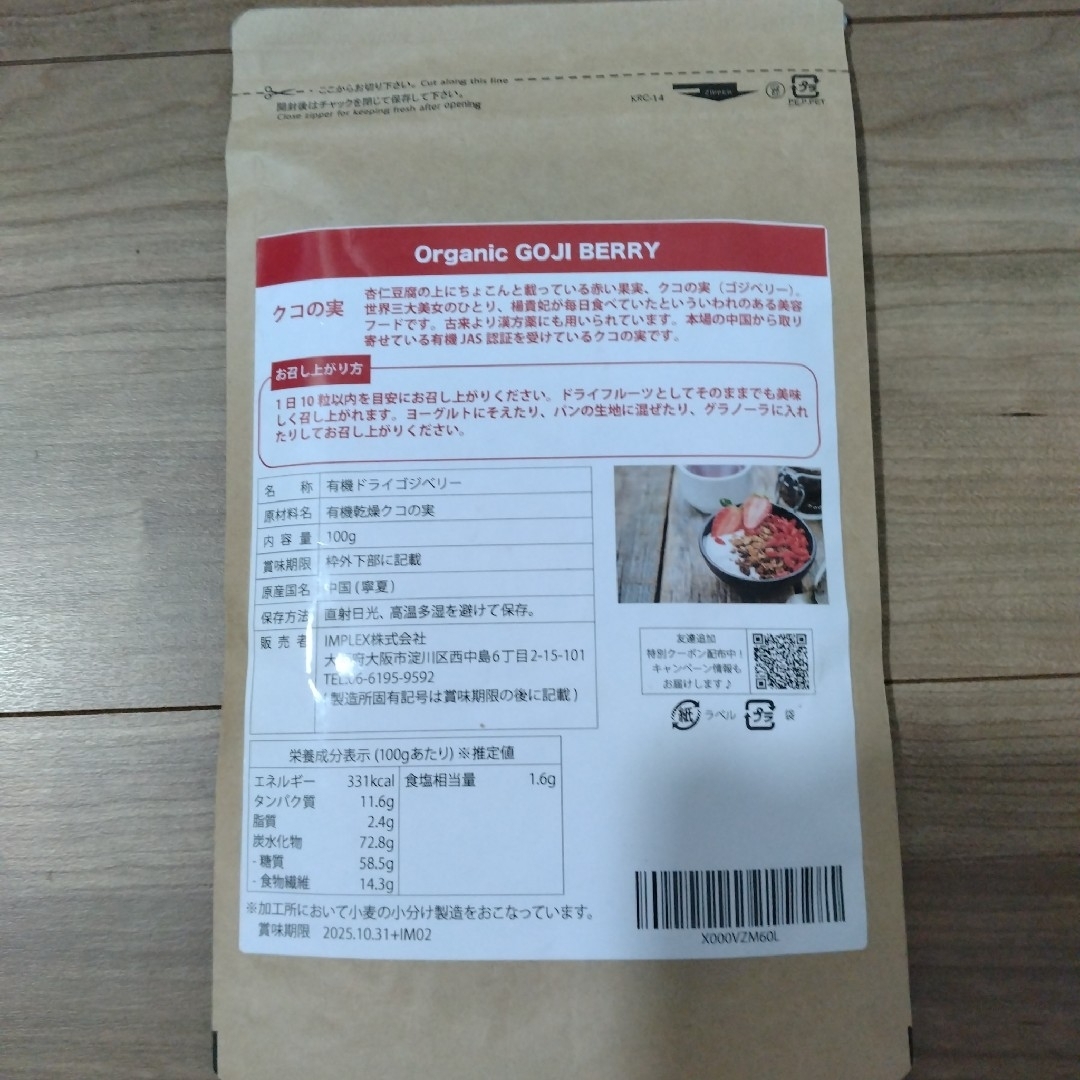 ここからお切り下さい。Cut along this line
開封後はチャックを閉じて保存して下さい。
Close zipper for keeping fresh after opening
KRC-14
プラ
Organic GOJI BERRY
クコの実
杏仁豆腐の上にちょこんと載っている赤い果実、クコの実（ゴジベリー）。
世界三大美女のひとり、楊貴妃が毎日食べていたといういわれのある美容
フードです。古来より漢方薬にも用いられています。本場の中国から取り
寄せている有機JAS認証を受けているクコの実です。
お召し上がり方
1日10粒以内を目安にお召し上がりください。ドライフルーツとしてそのままでも美味
しく召し上がれます。ヨーグルトにそえたり、パンの生地に混ぜたり、グラノーラに入れ
たりしてお召し上がりください。
名称 有機ドライゴジベリー
原材料名 有機乾燥クコの実
内容量 100g
賞味期限 枠外下部に記載
原産国名 中国(寧夏)
保存方法 直射日光、高温多湿を避けて保存。
販売者 IMPLEX株式会社
大阪府大阪市淀川区西中島6丁目2-15-101
TEL:06-6195-9592
(製造所固有記号は賞味期限の後に記載)
友達追加
特別クーポン配布中！
キャンペーン情報も
お届けします♪
紙 ラベル プラ 袋
栄養成分表示(100gあたり)※推定値
エネルギー 331kcal 食塩相当量 1.6g
タンパク質 11.6g
脂質 2.4g
炭水化物 72.8g
- 糖質 58.5g
- 食物繊維 14.3g
※加工所において小麦の小分け製造をおこなっています。
賞味期限 2025.10.31+IM02
X000VZM60L